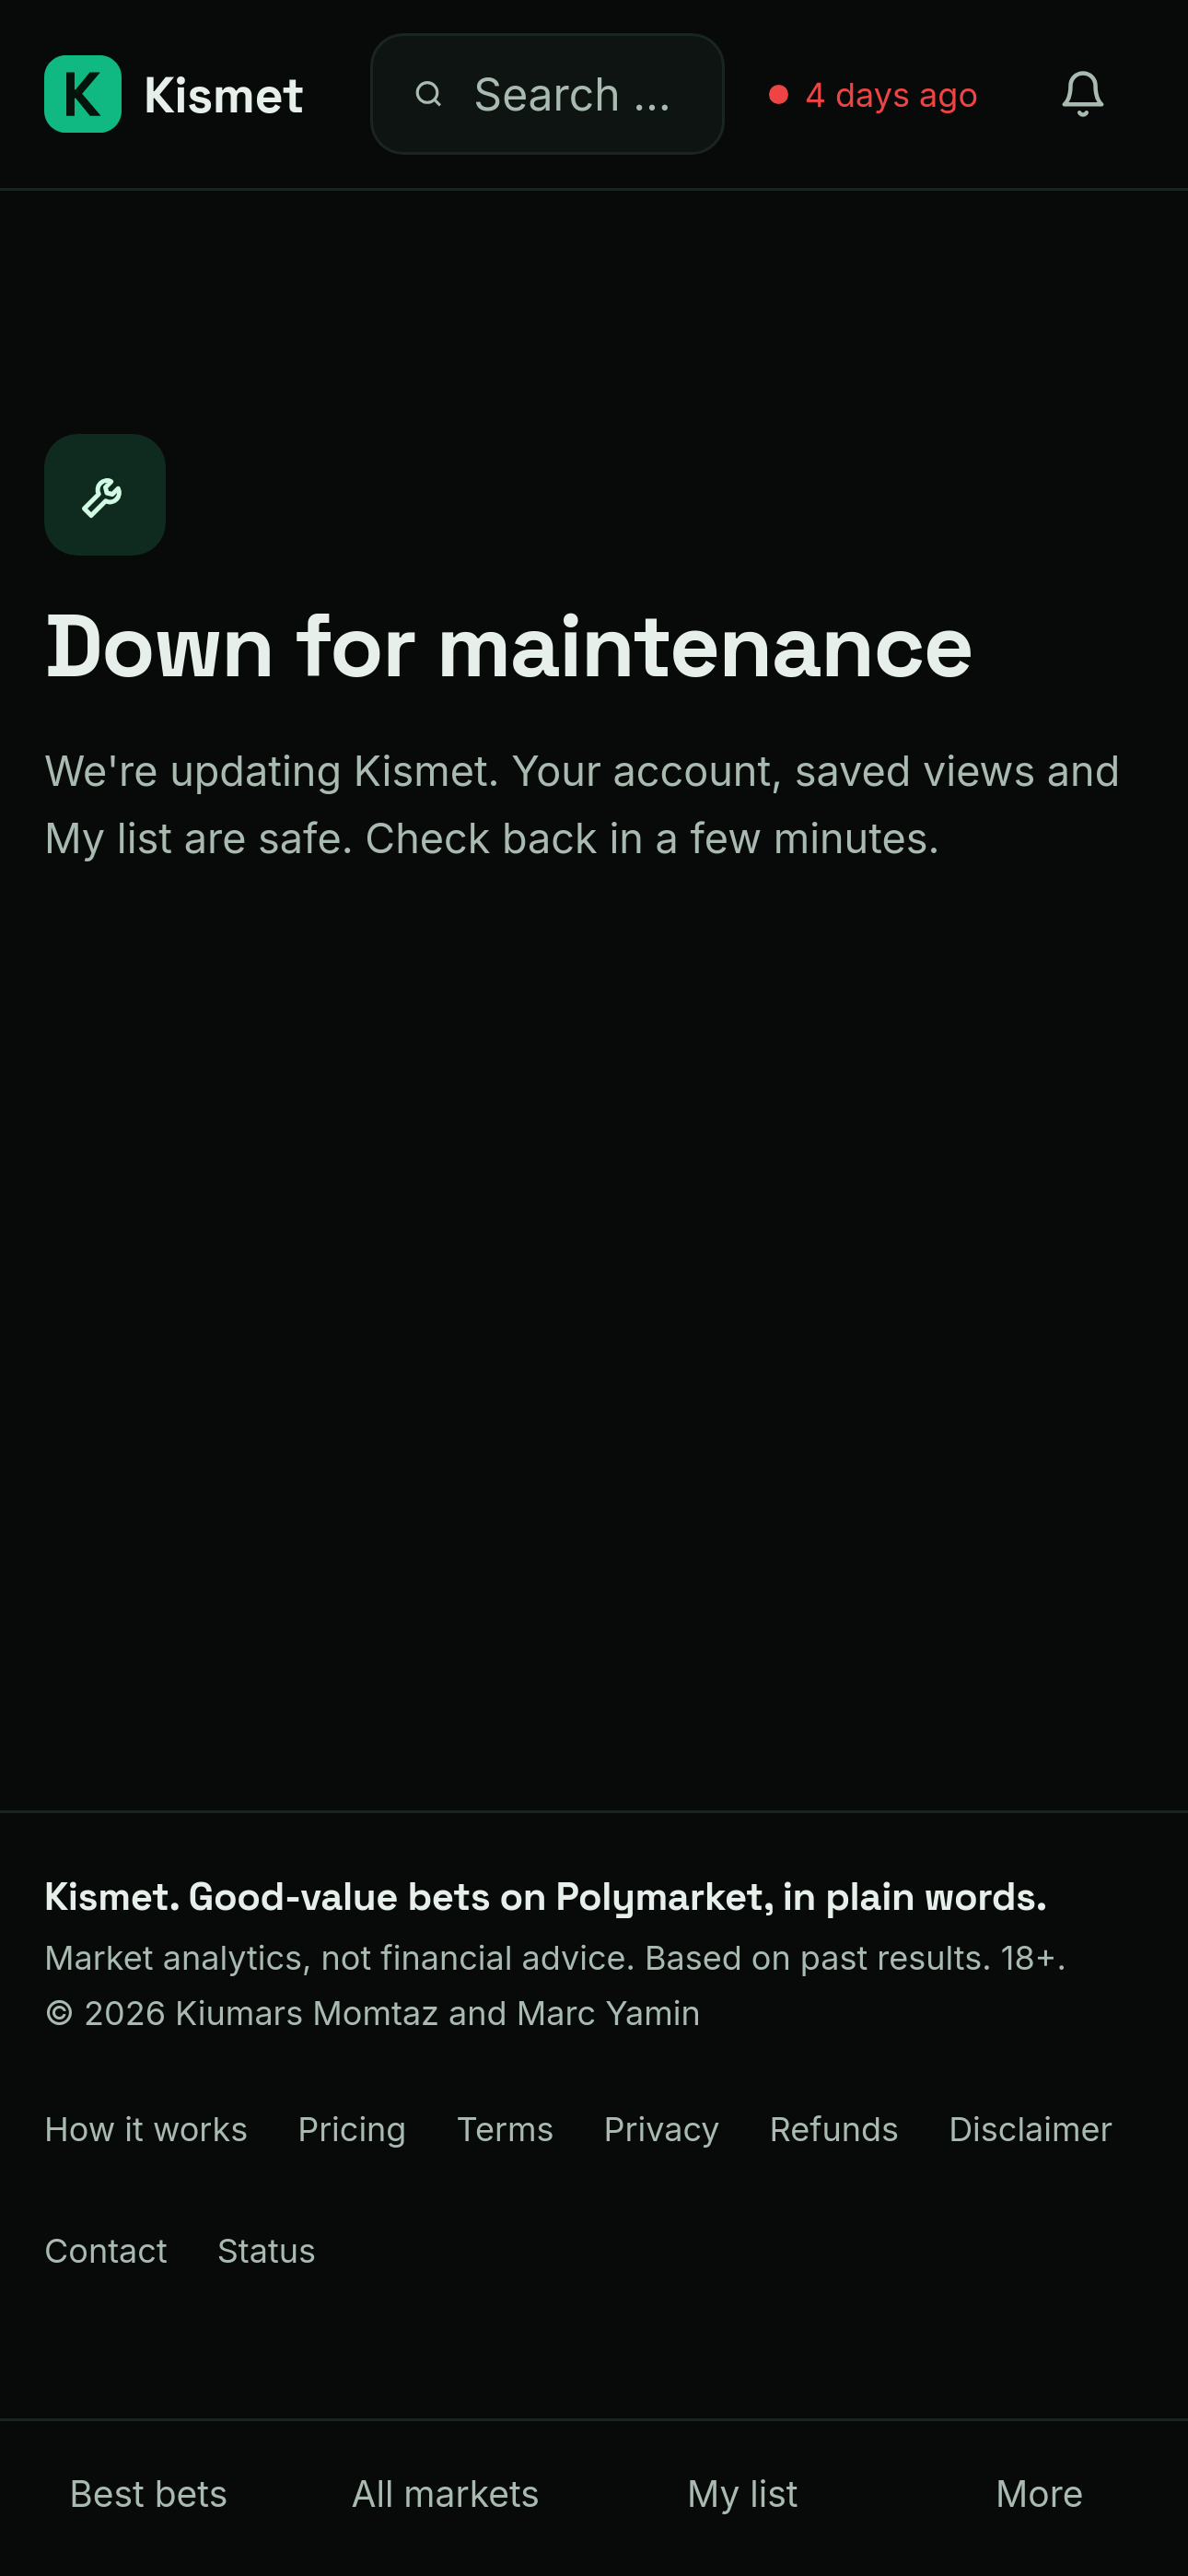 K Kismet Search ... 4 days ago
Down for maintenance
We're updating Kismet. Your account, saved views and
My list are safe. Check back in a few minutes.
Kismet. Good-value bets on Polymarket, in plain words.
Market analytics, not financial advice. Based on past results. 18+.
© 2026 Kiumars Momtaz and Marc Yamin
How it works Pricing Terms Privacy Refunds Disclaimer
Contact Status
Best bets All markets My list More